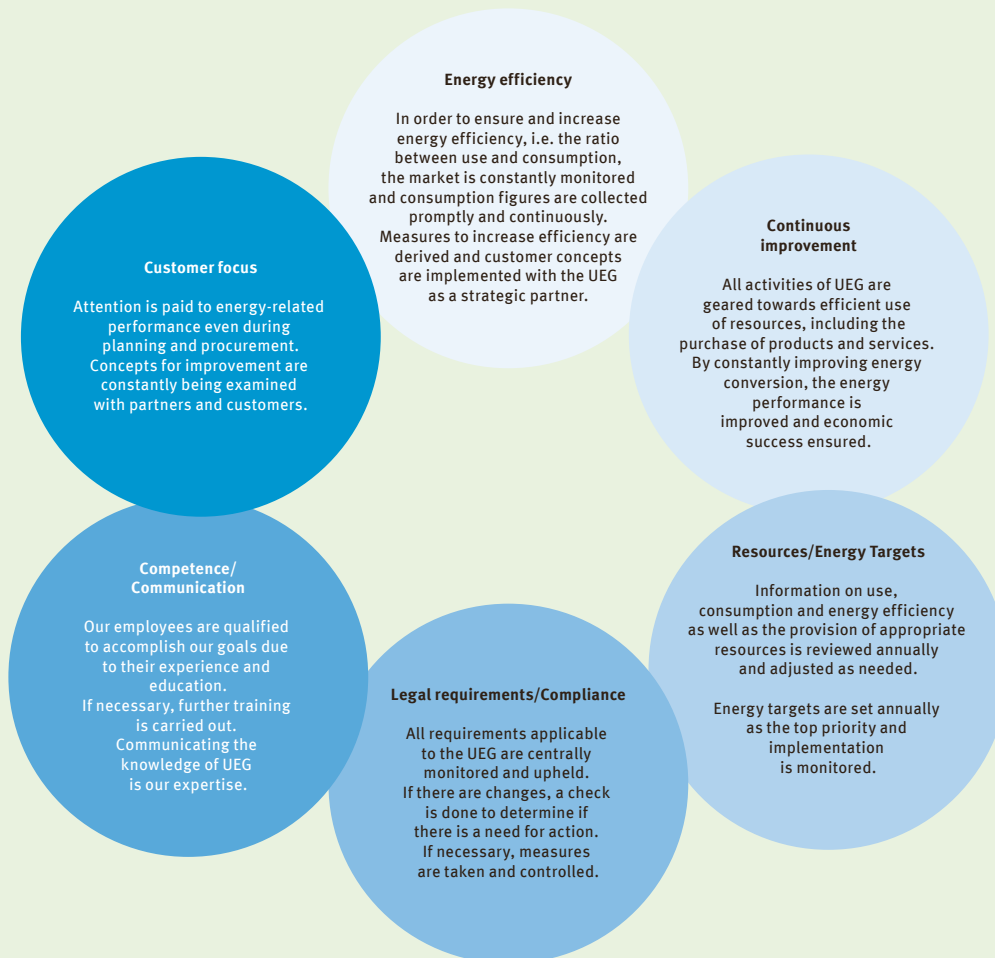 Energy efficiency
In order to ensure and increase
energy efficiency, i.e. the ratio
between use and consumption,
the market is constantly monitored
and consumption figures are collected
promptly and continuously.
Measures to increase efficiency are
derived and customer concepts
are implemented with the UEG
as a strategic partner.
Continuous
improvement
All activities of UEG are
geared towards efficient use
of resources, including the
purchase of products and services.
By constantly improving energy
conversion, the energy
performance is
improved and economic
success ensured.
Resources/Energy Targets
Information on use,
consumption and energy efficiency
as well as the provision of appropriate
resources is reviewed annually
and adjusted as needed.
Energy targets are set annually
as the top priority and
implementation
is monitored.
Legal requirements/Compliance
All requirements applicable
to the UEG are centrally
monitored and upheld.
If there are changes, a check
is done to determine if
there is a need for action.
If necessary, measures
are taken and controlled.
Competence/
Communication
Our employees are qualified
to accomplish our goals due
to their experience and
education.
If necessary, further training
is carried out.
Communicating the
knowledge of UEG
is our expertise.
Customer focus
Attention is paid to energy-related
performance even during
planning and procurement.
Concepts for improvement are
constantly being examined
with partners and customers.